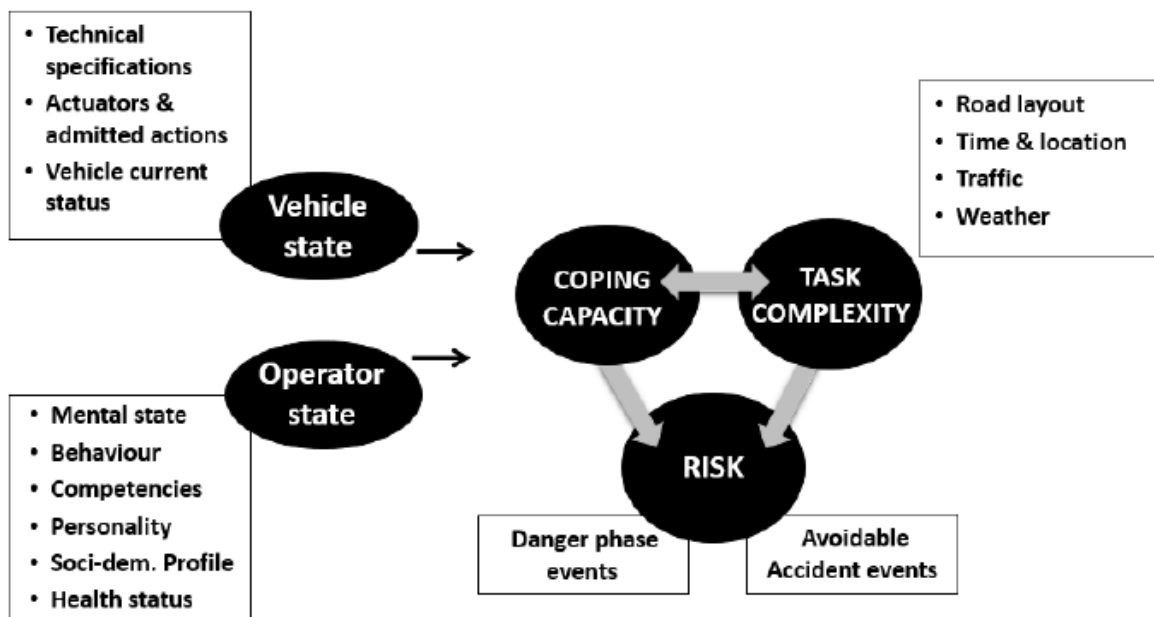 • Technical
specifications
• Actuators &
admitted actions
• Vehicle current
status
Vehicle
state
Operator
state
• Mental state
• Behaviour
• Competencies
• Personality
• Soci-dem. Profile
• Health status
COPING
CAPACITY
TASK
COMPLEXITY
• Road layout
• Time & location
• Traffic
• Weather
RISK
Danger phase
events
Avoidable
Accident events